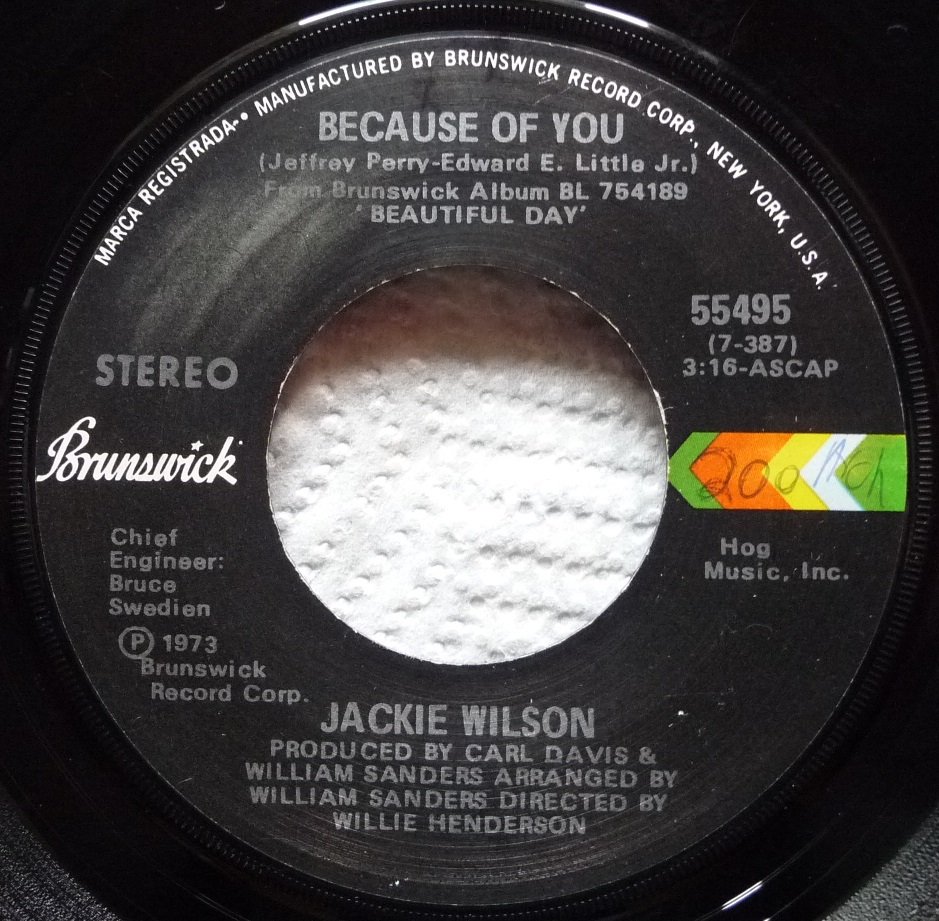 MARCA REGISTRADA-• MANUFACTURED BY BRUNSWICK RECORD CORP., NEW YORK, U.S.A.
BECAUSE OF YOU
(Jeffrey Perry-Edward E. Little Jr.)
From Brunswick Album BL 754189
'BEAUTIFUL DAY'
55495
(7-387)
3:16-ASCAP
STEREO
Brunswick
200
Chief
Engineer:
Bruce
Swedien
Hog
Music, Inc.
Ⓟ 1973
Brunswick
Record Corp.
JACKIE WILSON
PRODUCED BY CARL DAVIS &
WILLIAM SANDERS ARRANGED BY
WILLIAM SANDERS DIRECTED BY
WILLIE HENDERSON